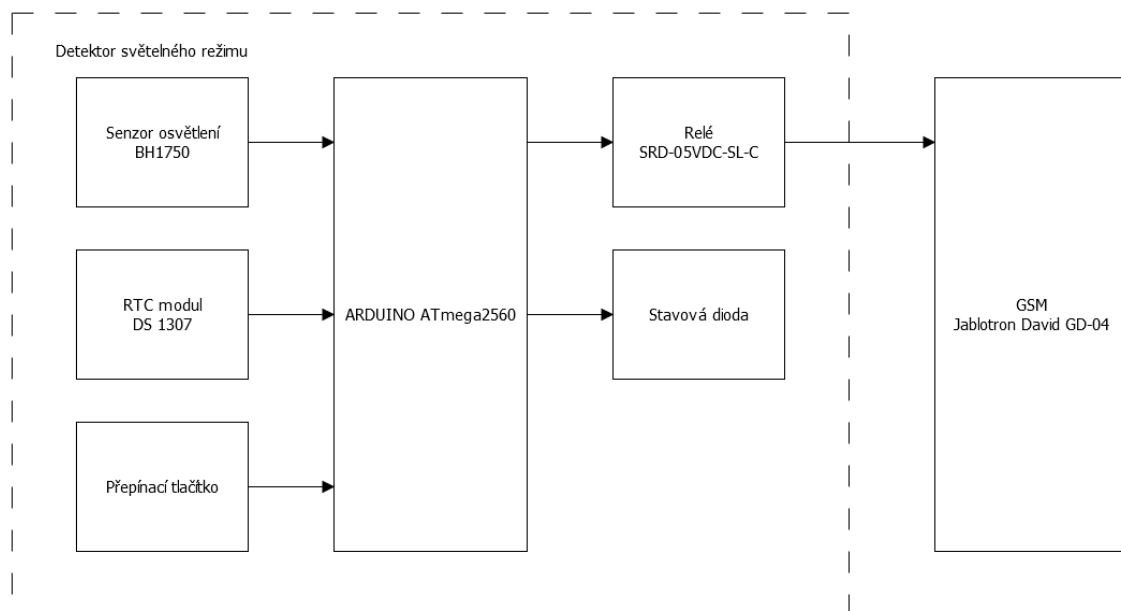 Detektor světelného režimu
Senzor osvětlení
BH1750
RTC modul
DS 1307
Přepínací tlačítko
ARDUINO ATmega2560
Relé
SRD-05VDC-SL-C
Stavová dioda
GSM
Jablotron David GD-04